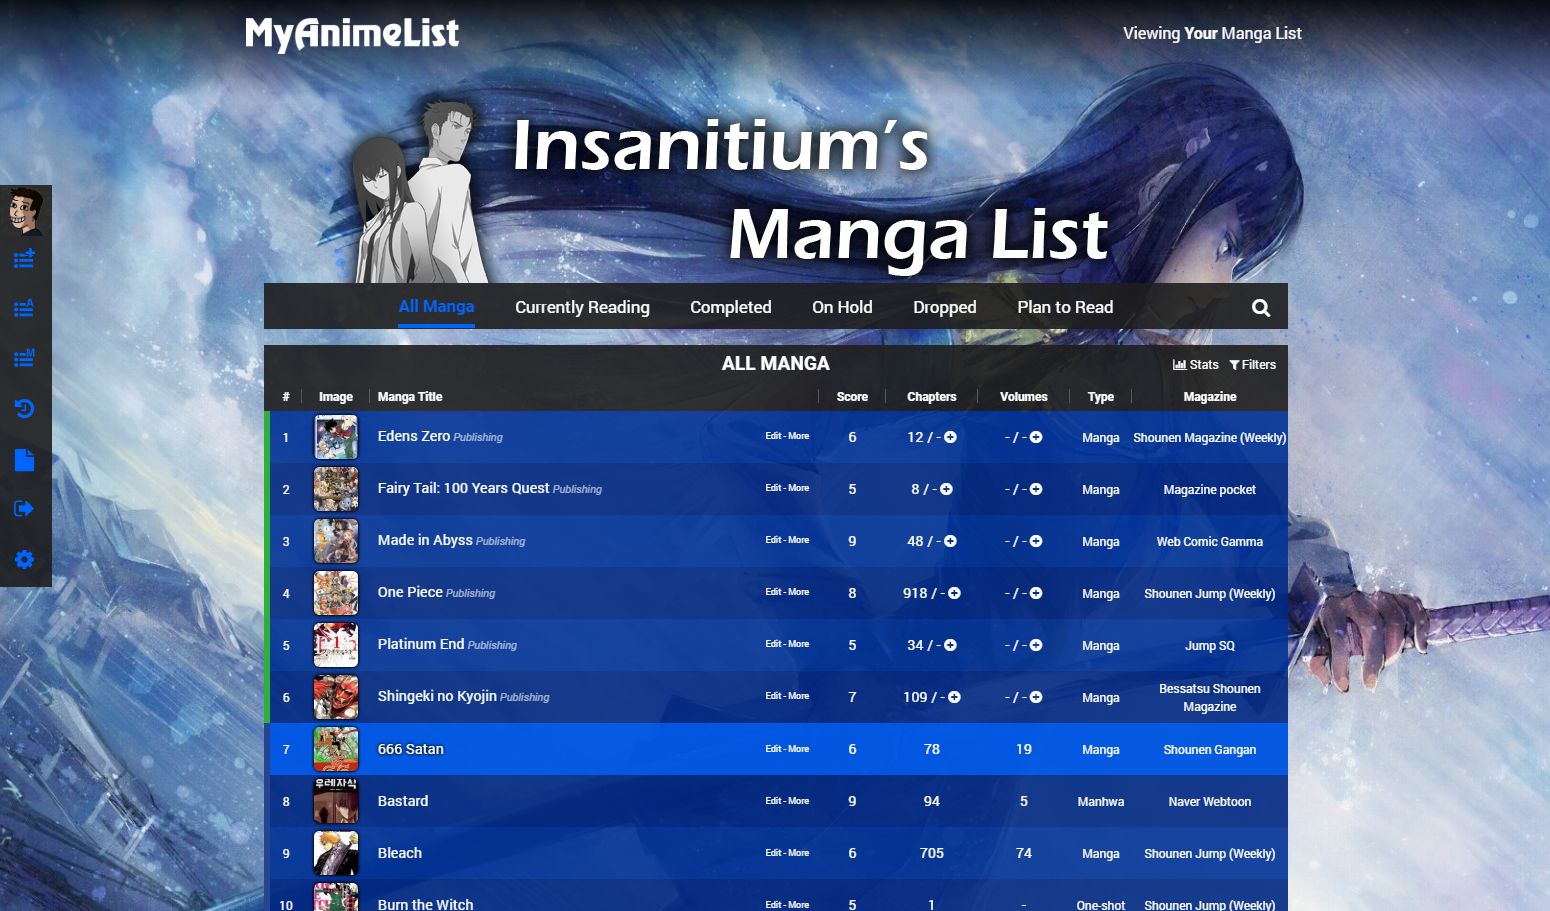 MyAnimeList
Viewing Your Manga List
Insanitium's
Manga List
All Manga Currently Reading Completed On Hold Dropped Plan to Read
ALL MANGA
Stats Filters
# Image Manga Title Score Chapters Volumes Type Magazine
1 Edens Zero Publishing Edit - More 6 12 / - - / - Manga Shounen Magazine (Weekly)
2 Fairy Tail: 100 Years Quest Publishing Edit - More 5 8 / - - / - Manga Magazine pocket
3 Made in Abyss Publishing Edit - More 9 48 / - - / - Manga Web Comic Gamma
4 One Piece Publishing Edit - More 8 918 / - - / - Manga Shounen Jump (Weekly)
5 Platinum End Publishing Edit - More 5 34 / - - / - Manga Jump SQ
6 Shingeki no Kyojin Publishing Edit - More 7 109 / - - / - Manga Bessatsu Shounen
Magazine
7 666 Satan Edit - More 6 78 19 Manga Shounen Gangan
우레자식
8 Bastard Edit - More 9 94 5 Manhwa Naver Webtoon
9 Bleach Edit - More 6 705 74 Manga Shounen Jump (Weekly)
10 Burn the Witch Edit - More 5 1 - One-shot Shounen Jump (Weekly)